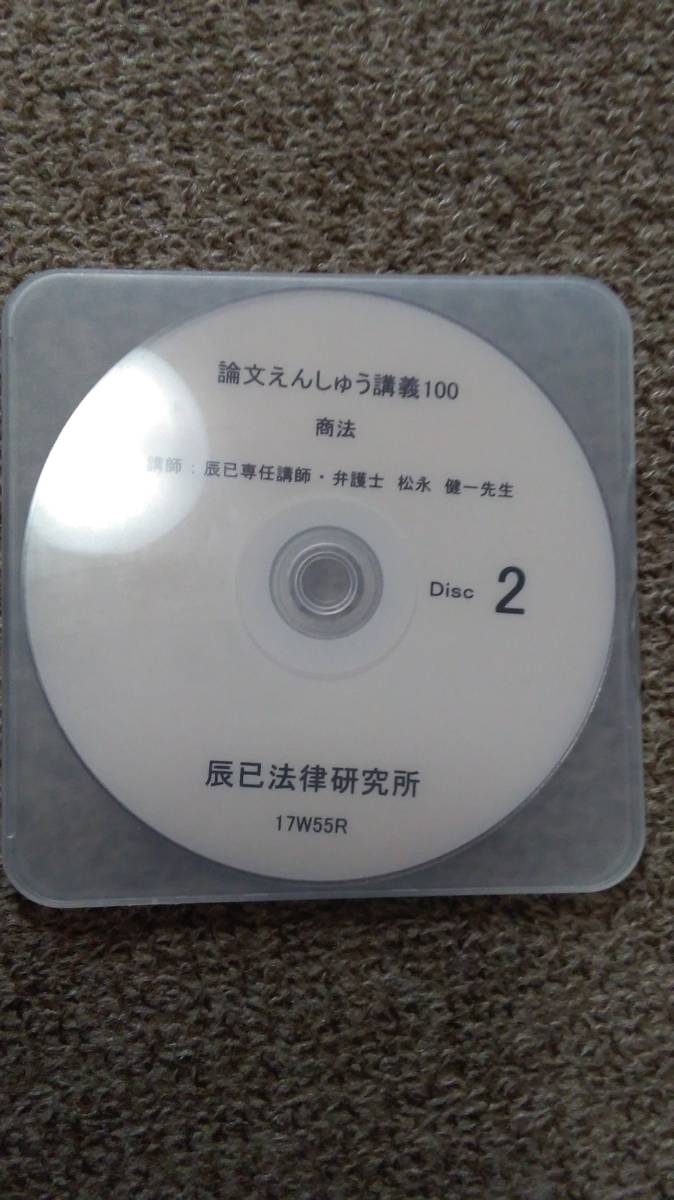 論文えんしゅう講義100
商法
講師：辰已専任講師・弁護士 松永 健一先生
Disc 2
辰已法律研究所
17W55R